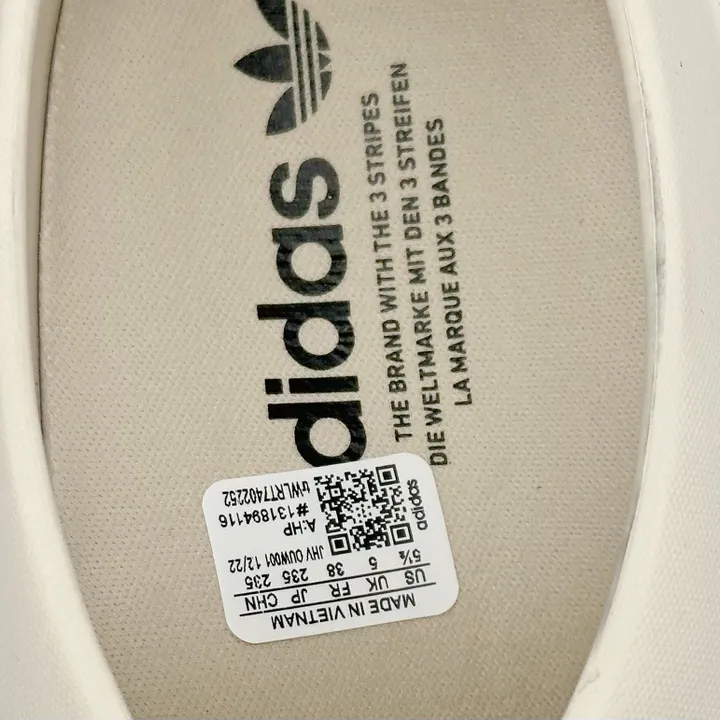 adidas
THE BRAND WITH THE 3 STRIPES
DIE WELTMARKE MIT DEN 3 STREIFEN
LA MARQUE AUX 3 BANDES
MADE IN VIETNAM
US UK FR JP CHN
5½ 5 38 235 235
JHV OUW001 12/22
A:HP
#131894116
trWLRT7402252
adidas